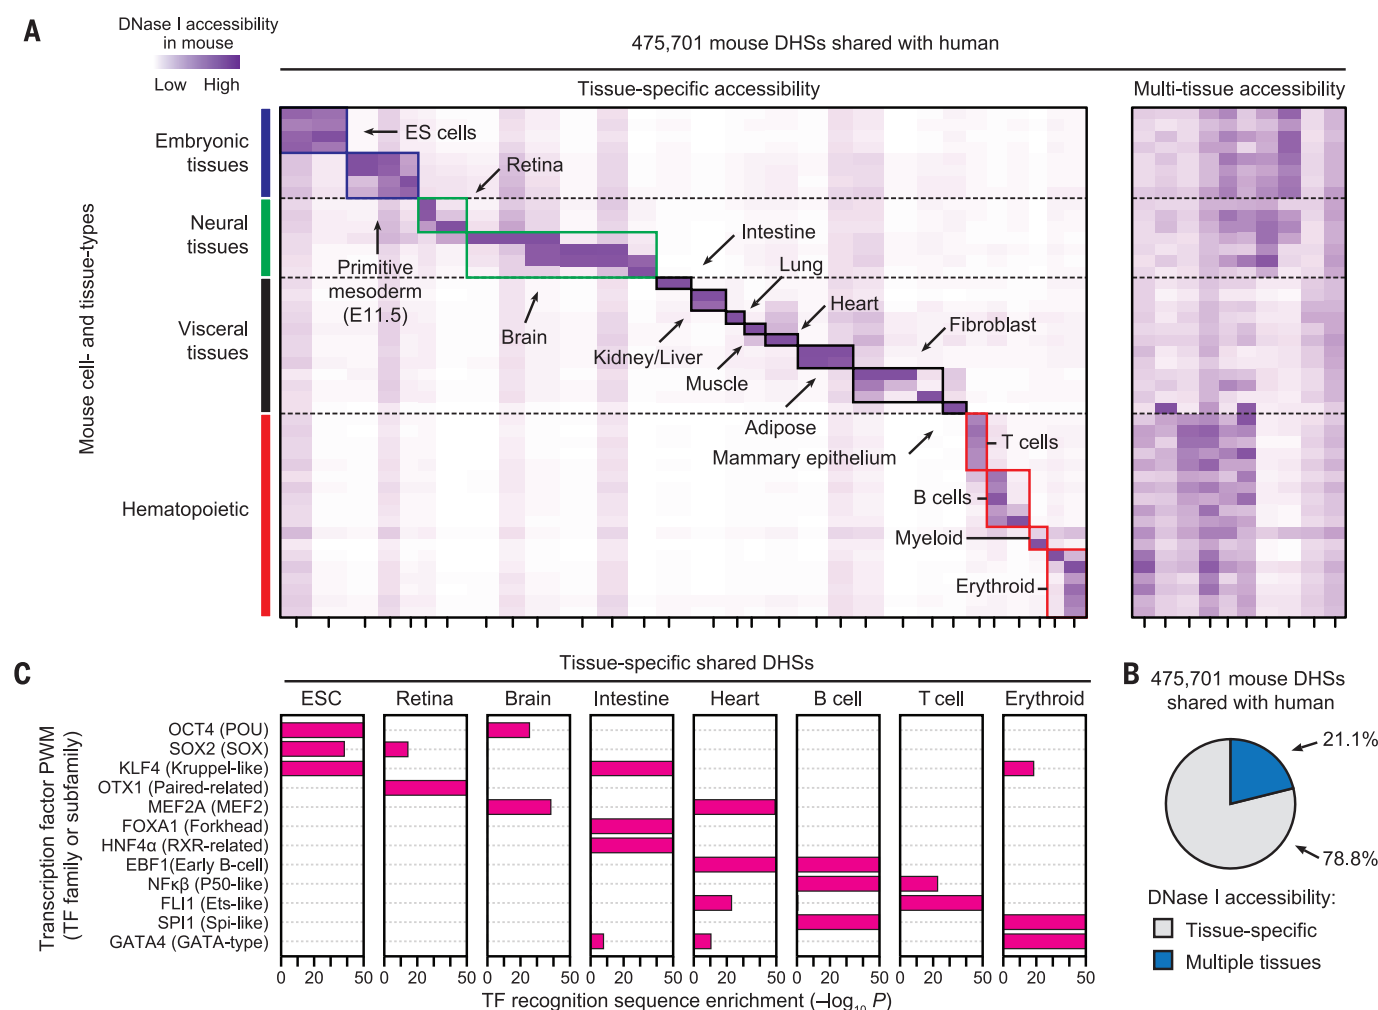 A
DNase I accessibility
in mouse
Low High
475,701 mouse DHSs shared with human
Tissue-specific accessibility
Multi-tissue accessibility
Mouse cell- and tissue-types
Embryonic
tissues
Neural
tissues
Visceral
tissues
Hematopoietic
ES cells
Retina
Primitive
mesoderm
(E11.5)
Brain
Intestine
Lung
Heart
Kidney/Liver
Muscle
Fibroblast
Adipose
Mammary epithelium
T cells
B cells
Myeloid
Erythroid
C
Tissue-specific shared DHSs
ESC Retina Brain Intestine Heart B cell T cell Erythroid
Transcription factor PWM
(TF family or subfamily)
OCT4 (POU)
SOX2 (SOX)
KLF4 (Kruppel-like)
OTX1 (Paired-related)
MEF2A (MEF2)
FOXA1 (Forkhead)
HNF4α (RXR-related)
EBF1(Early B-cell)
NFκβ (P50-like)
FLI1 (Ets-like)
SPI1 (Spi-like)
GATA4 (GATA-type)
0 20 50 0 20 50 0 20 50 0 20 50 0 20 50 0 20 50 0 20 50 0 20 50
TF recognition sequence enrichment (–log₁₀ P)
B
475,701 mouse DHSs
shared with human
21.1%
78.8%
DNase I accessibility:
Tissue-specific
Multiple tissues